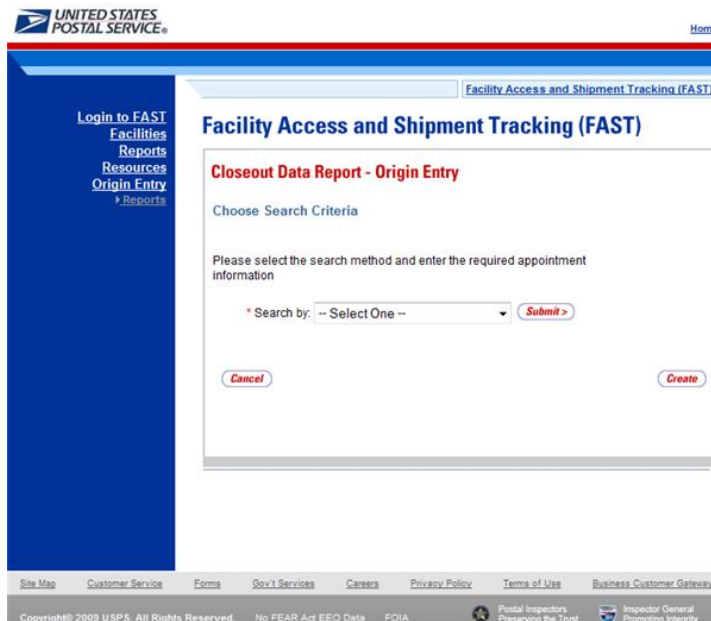 UNITED STATES
POSTAL SERVICE®
Hom
Facility Access and Shipment Tracking (FAST)
Login to FAST
Facilities
Reports
Resources
Origin Entry
Reports
Facility Access and Shipment Tracking (FAST)
Closeout Data Report - Origin Entry
Choose Search Criteria
Please select the search method and enter the required appointment
information
* Search by: -- Select One -- Submit >
Cancel Create
Site Map Customer Service Forms Gov't Services Careers Privacy Policy Terms of Use Business Customer Gateway
Copyright© 2009 USPS. All Rights Reserved. No FEAR Act EEO Data FOIA
Postal Inspectors
Preserving the Trust
Inspector General
Promoting Integrity